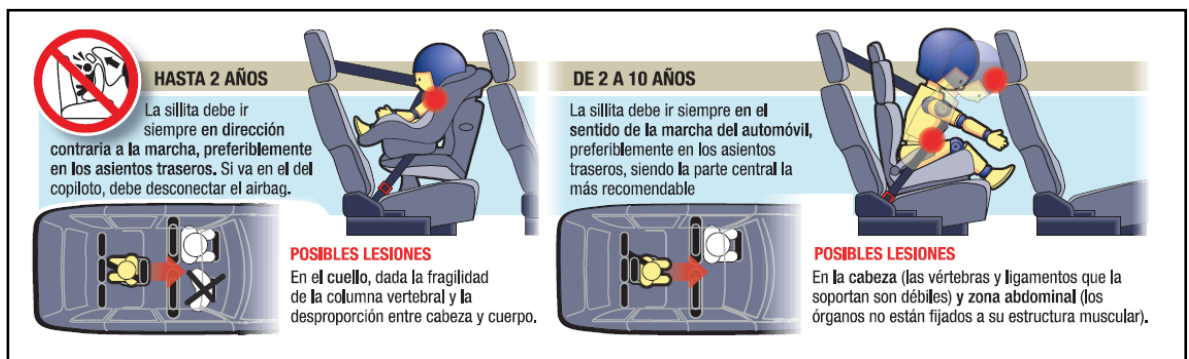 HASTA 2 AÑOS
La sillita debe ir
siempre en dirección
contraria a la marcha, preferiblemente
en los asientos traseros. Si va en el del
copiloto, debe desconectar el airbag.
POSIBLES LESIONES
En el cuello, dada la fragilidad
de la columna vertebral y la
desproporción entre cabeza y cuerpo.
DE 2 A 10 AÑOS
La sillita debe ir siempre en el
sentido de la marcha del automóvil,
preferiblemente en los asientos
traseros, siendo la parte central la
más recomendable
POSIBLES LESIONES
En la cabeza (las vértebras y ligamentos que la
soportan son débiles) y zona abdominal (los
órganos no están fijados a su estructura muscular).